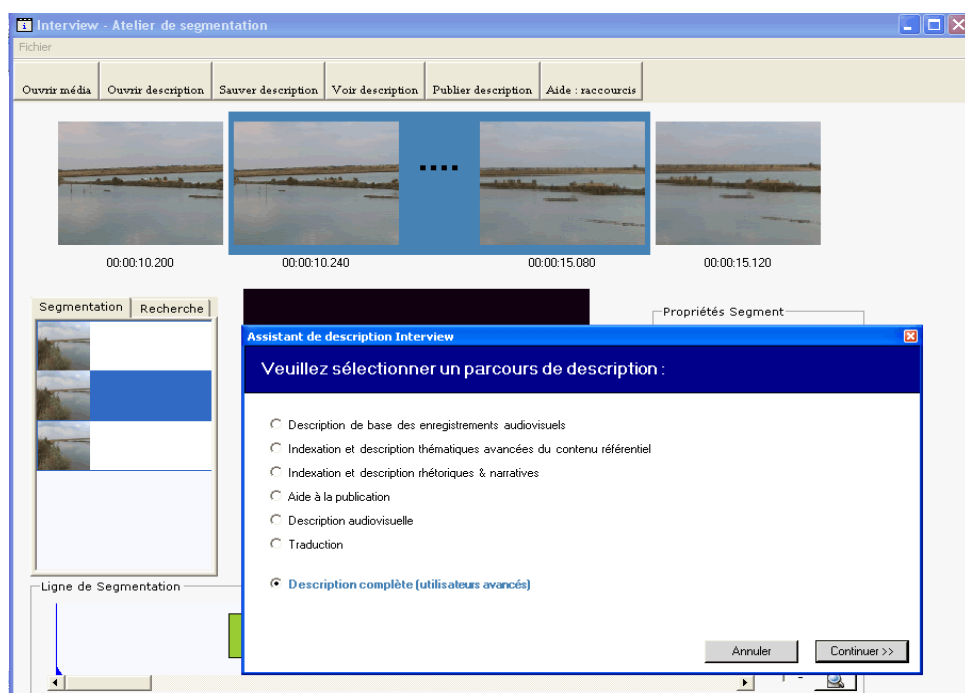 Interview - Atelier de segmentation
Fichier
Ouvrir média Ouvrir description Sauver description Voir description Publier description Aide : raccourcis
....
00:00:10.200 00:00:10.240 00:00:15.080 00:00:15.120
Segmentation Recherche
Propriétés Segment
Assistant de description Interview
Veuillez sélectionner un parcours de description :
Description de base des enregistrements audiovisuels
Indexation et description thématiques avancées du contenu référentiel
Indexation et description rhétoriques & narratives
Aide à la publication
Description audiovisuelle
Traduction
Description complète (utilisateurs avancés)
Ligne de Segmentation
Annuler Continuer >>